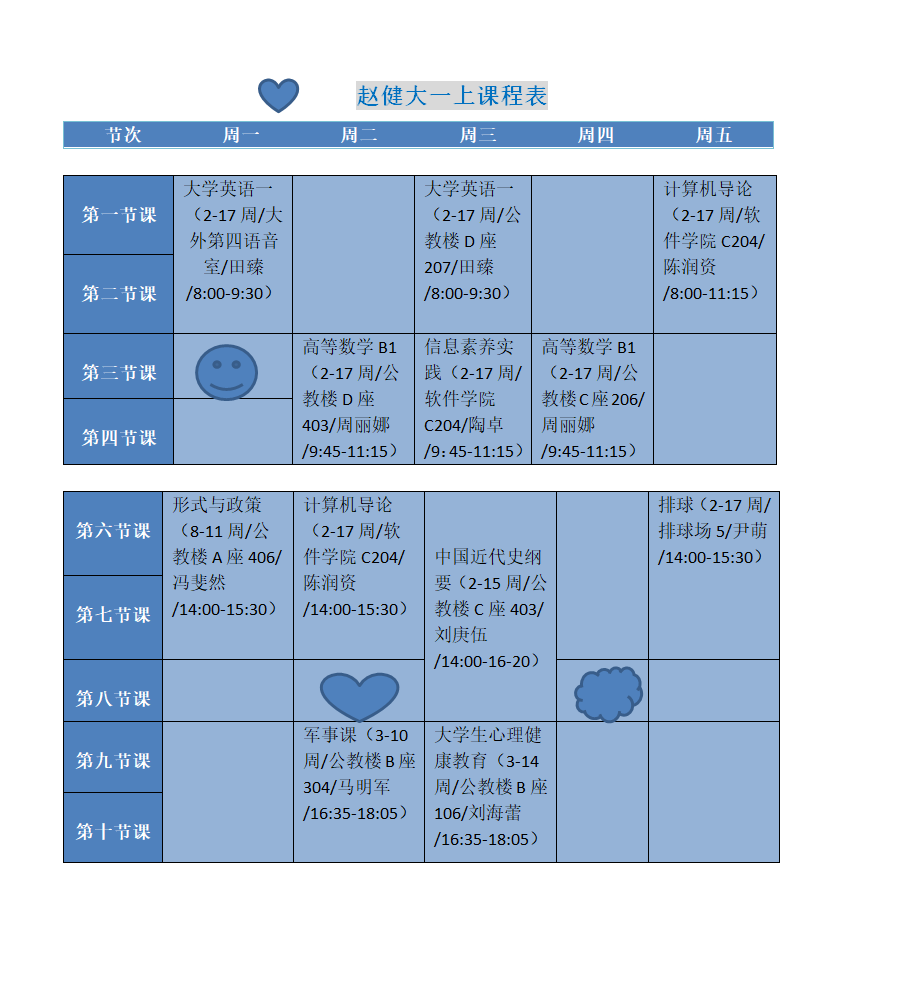 赵健大一上课程表
节次 周一 周二 周三 周四 周五
第一节课
第二节课
大学英语一
（2-17 周/大
外第四语音
室/田臻
/8:00-9:30）
大学英语一
（2-17 周/公
教楼 D 座
207/田臻
/8:00-9:30）
计算机导论
（2-17 周/软
件学院 C204/
陈润资
/8:00-11:15）
第三节课
第四节课
高等数学 B1
（2-17 周/公
教楼 D 座
403/周丽娜
/9:45-11:15）
信息素养实
践（2-17 周/
软件学院
C204/陶卓
/9：45-11:15）
高等数学 B1
（2-17 周/公
教楼 C 座 206/
周丽娜
/9:45-11:15）
第六节课
第七节课
第八节课
形式与政策
（8-11 周/公
教楼 A 座 406/
冯斐然
/14:00-15:30）
计算机导论
（2-17 周/软
件学院 C204/
陈润资
/14:00-15:30）
中国近代史纲
要（2-15 周/公
教楼 C 座 403/
刘庚伍
/14:00-16-20）
排球（2-17 周/
排球场 5/尹萌
/14:00-15:30）
第九节课
第十节课
军事课（3-10
周/公教楼 B 座
304/马明军
/16:35-18:05）
大学生心理健
康教育（3-14
周/公教楼 B 座
106/刘海蕾
/16:35-18:05）